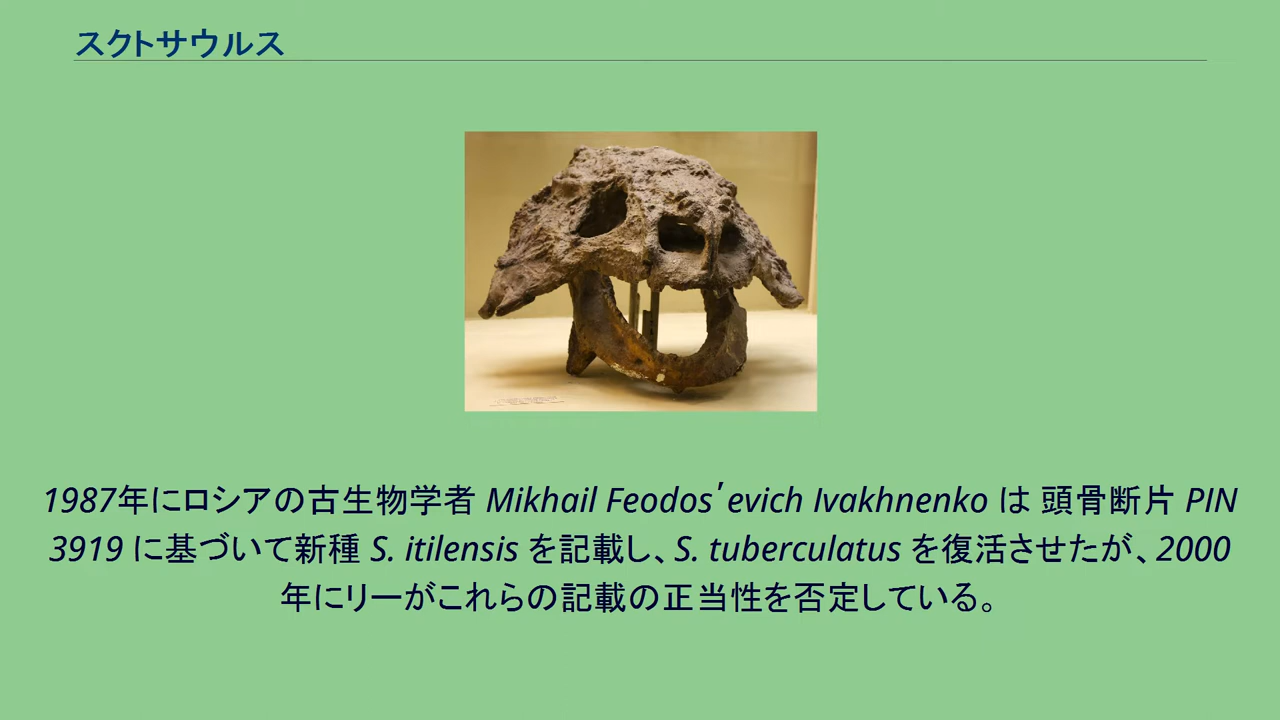 スクトサウルス
1987年にロシアの古生物学者 Mikhail Feodosʹevich Ivakhnenko は 頭骨断片 PIN
3919 に基づいて新種 S. itilensis を記載し、S. tuberculatus を復活させたが、2000
年にリーがこれらの記載の正当性を否定している。